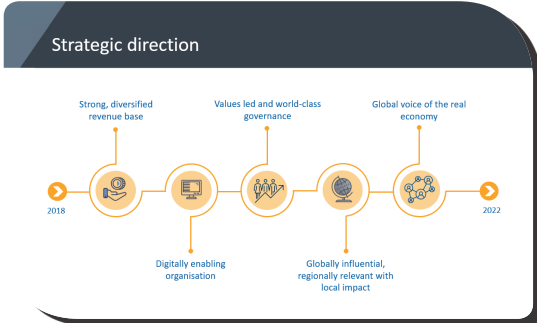 Strategic direction
Strong, diversified
revenue base
Values led and world-class
governance
Global voice of the real
economy
2018
2022
Digitally enabling
organisation
Globally influential,
regionally relevant with
local impact